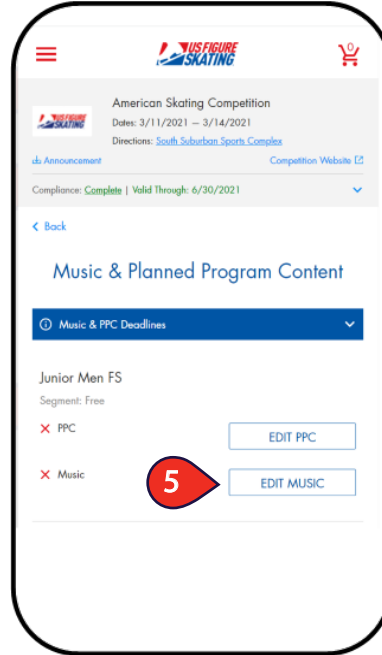 US FIGURE
SKATING
0
US FIGURE
SKATING
American Skating Competition
Dates: 3/11/2021 – 3/14/2021
Directions: South Suburban Sports Complex
Announcement
Competition Website
Compliance: Complete | Valid Through: 6/30/2021
Back
Music & Planned Program Content
Music & PPC Deadlines
Junior Men FS
Segment: Free
PPC
EDIT PPC
Music
5
EDIT MUSIC